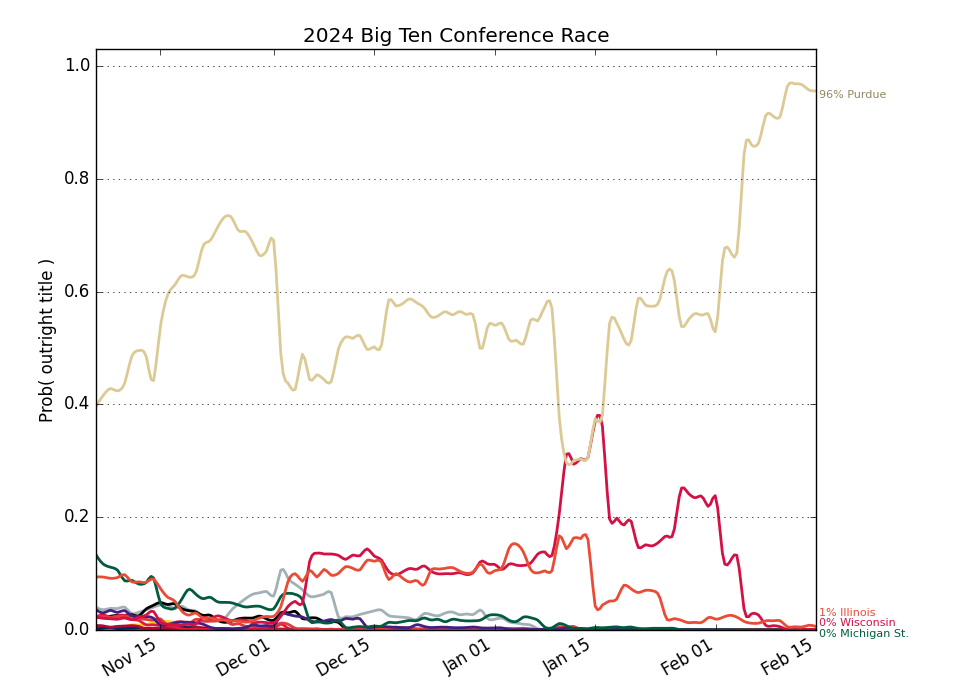 2024 Big Ten Conference Race
Prob( outright title )
1.0
0.8
0.6
0.4
0.2
0.0
96% Purdue
1% Illinois
0% Wisconsin
0% Michigan St.
Nov 15
Dec 01
Dec 15
Jan 01
Jan 15
Feb 01
Feb 15